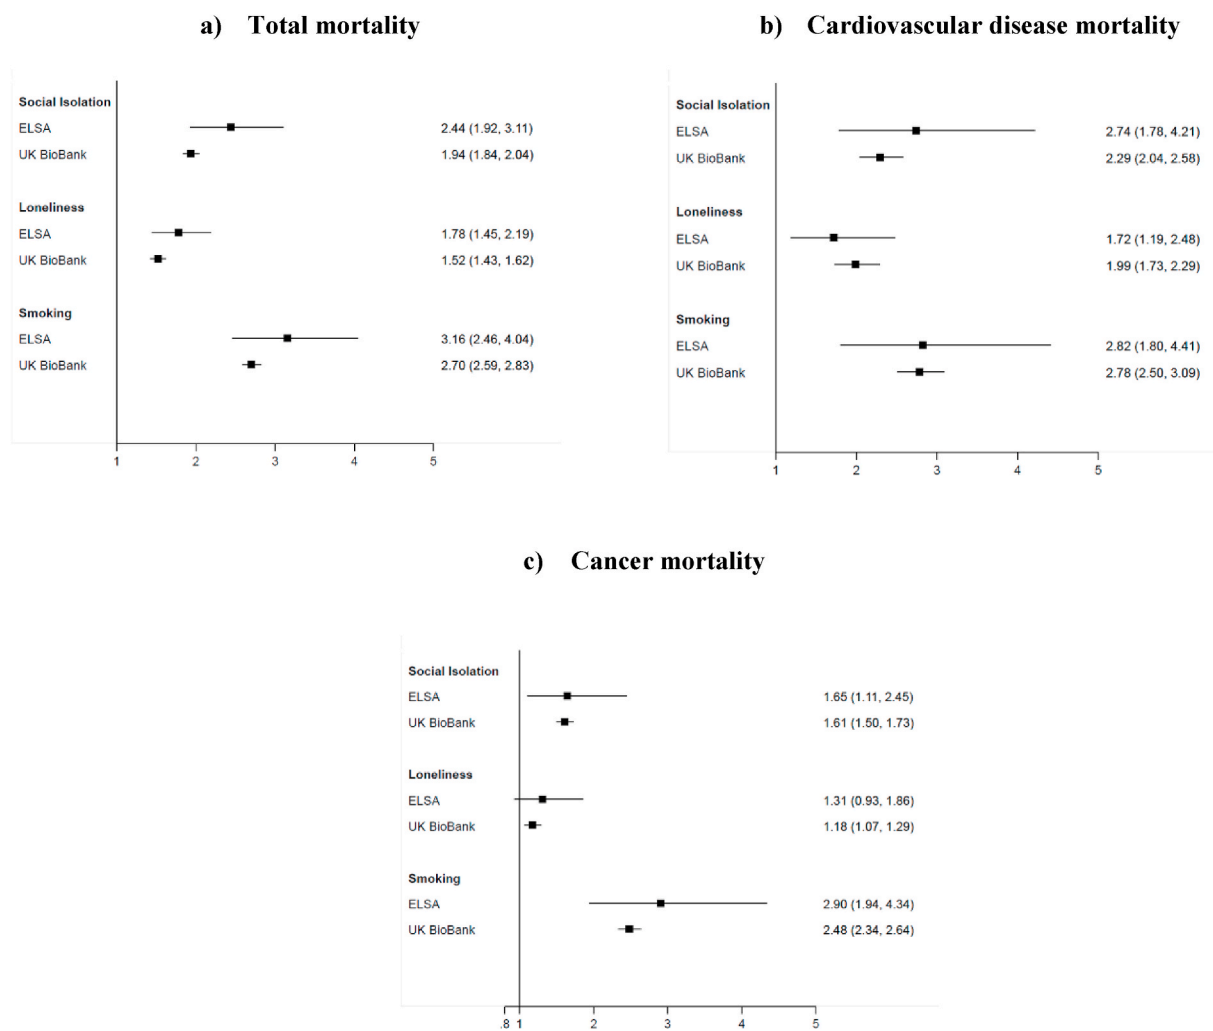 a) Total mortality
Social Isolation
ELSA 2.44 (1.92, 3.11)
UK BioBank 1.94 (1.84, 2.04)
Loneliness
ELSA 1.78 (1.45, 2.19)
UK BioBank 1.52 (1.43, 1.62)
Smoking
ELSA 3.16 (2.46, 4.04)
UK BioBank 2.70 (2.59, 2.83)
1 2 3 4 5
b) Cardiovascular disease mortality
Social Isolation
ELSA 2.74 (1.78, 4.21)
UK BioBank 2.29 (2.04, 2.58)
Loneliness
ELSA 1.72 (1.19, 2.48)
UK BioBank 1.99 (1.73, 2.29)
Smoking
ELSA 2.82 (1.80, 4.41)
UK BioBank 2.78 (2.50, 3.09)
1 2 3 4 5
c) Cancer mortality
Social Isolation
ELSA 1.65 (1.11, 2.45)
UK BioBank 1.61 (1.50, 1.73)
Loneliness
ELSA 1.31 (0.93, 1.86)
UK BioBank 1.18 (1.07, 1.29)
Smoking
ELSA 2.90 (1.94, 4.34)
UK BioBank 2.48 (2.34, 2.64)
.8 1 2 3 4 5